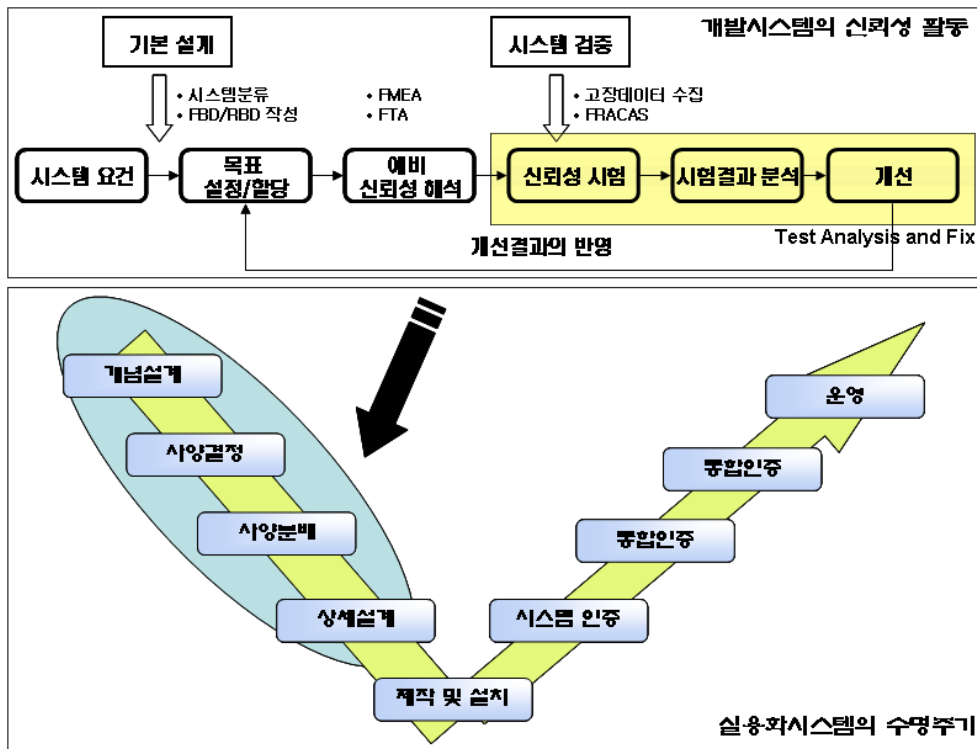 개발시스템의 신뢰성 활동
기본 설계
시스템 검증
• 시스템분류
• FBD/RBD 작성
• FMEA
• FTA
• 고장데이터 수집
• FRACAS
시스템 요건
목표
설정/할당
예비
신뢰성 해석
신뢰성 시험
시험결과 분석
개선
개선결과의 반영
Test Analysis and Fix
개념설계
사양결정
사양분배
상세설계
제작 및 설치
시스템 인증
통합인증
통합인증
운영
실용화시스템의 수명주기